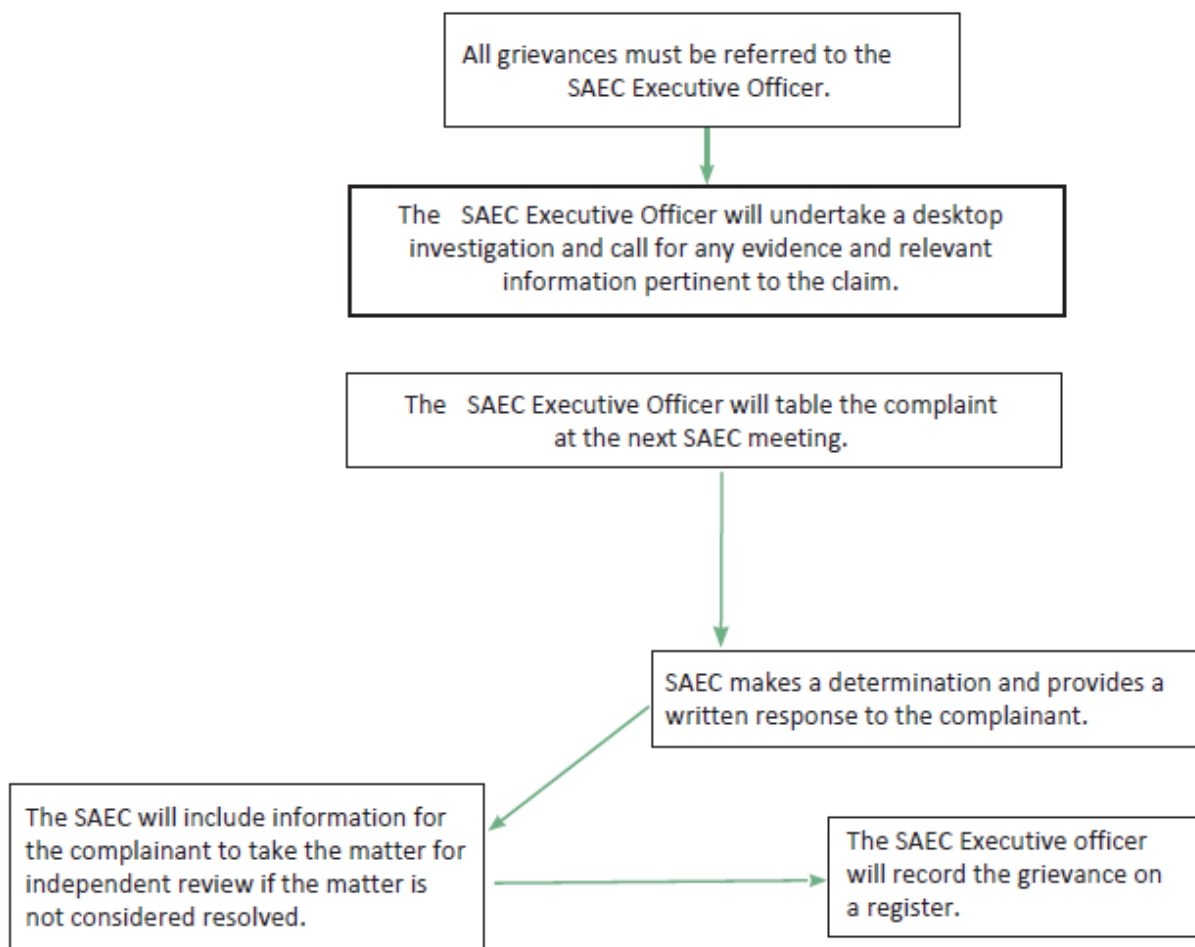 All grievances must be referred to the
SAEC Executive Officer.
The SAEC Executive Officer will undertake a desktop
investigation and call for any evidence and relevant
information pertinent to the claim.
The SAEC Executive Officer will table the complaint
at the next SAEC meeting.
SAEC makes a determination and provides a
written response to the complainant.
The SAEC will include information for
the complainant to take the matter for
independent review if the matter is
not considered resolved.
The SAEC Executive officer
will record the grievance on
a register.